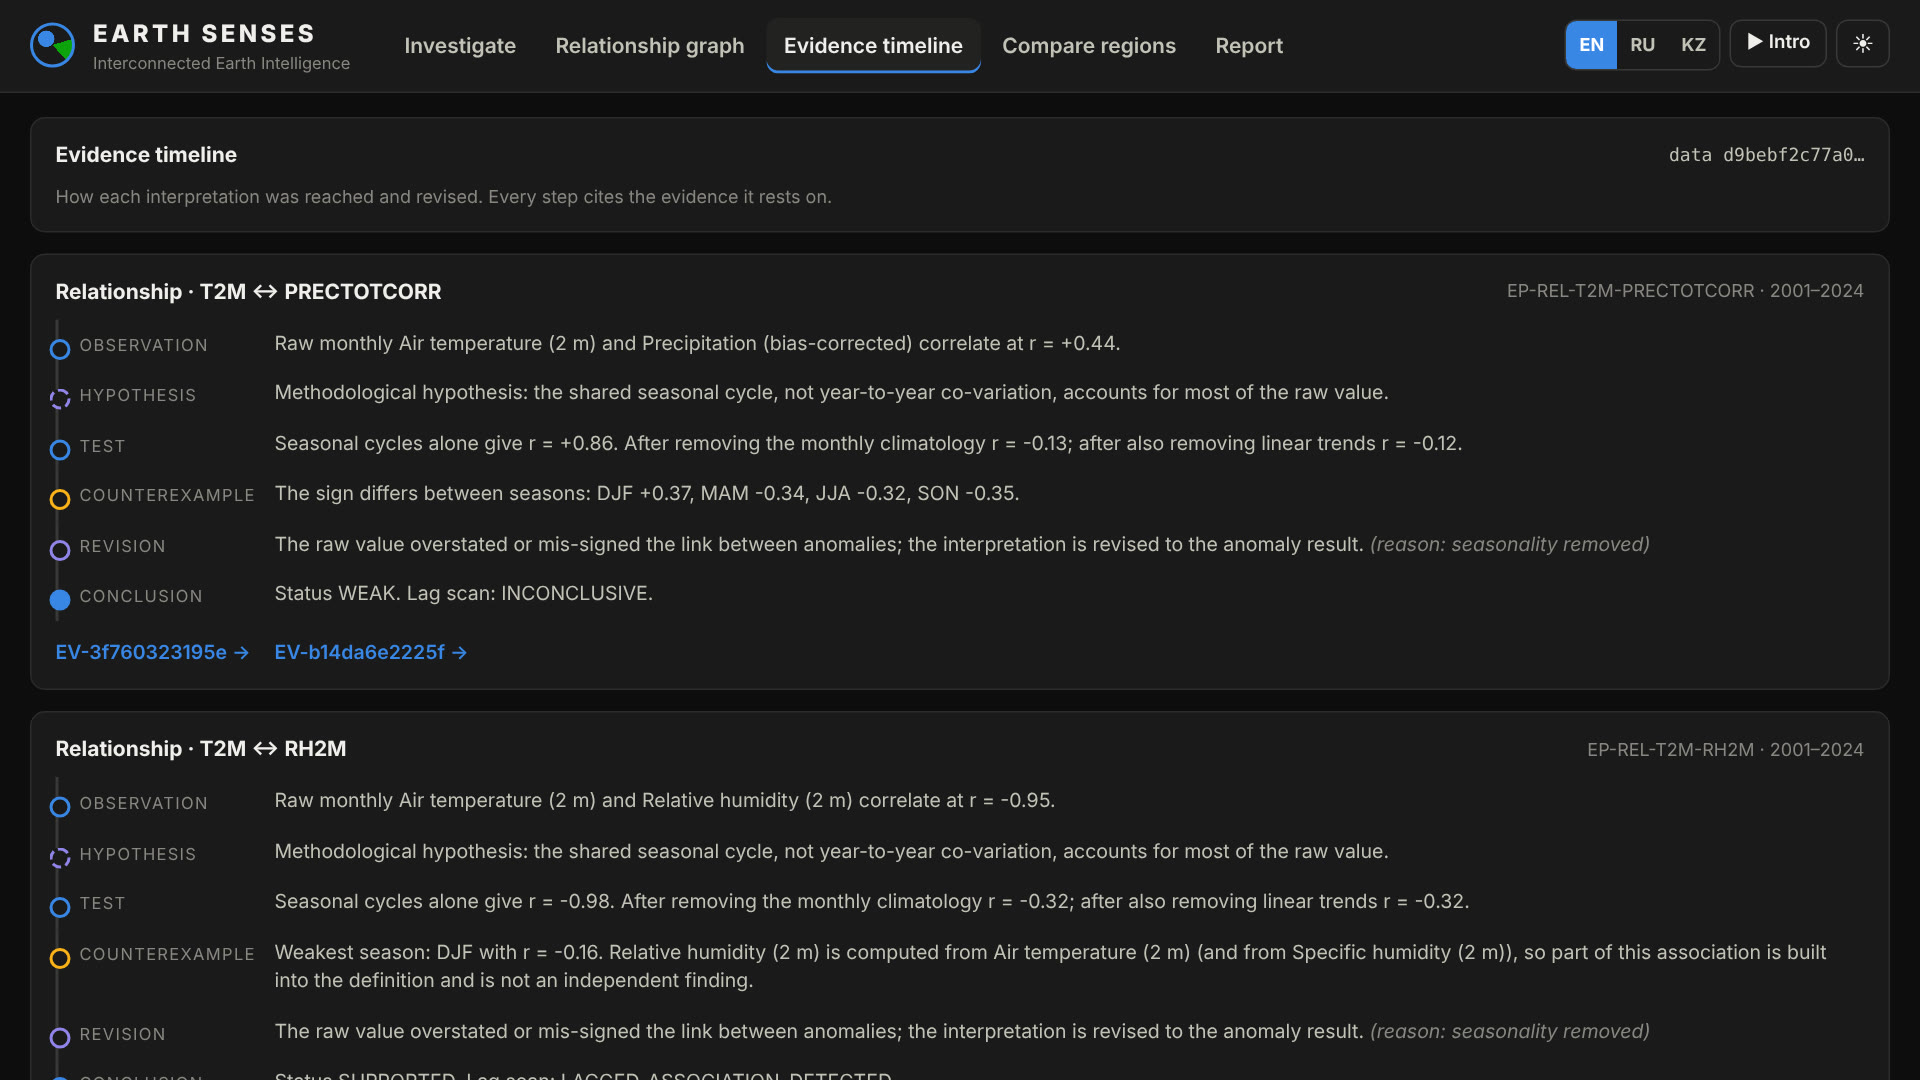 EARTH SENSES
Interconnected Earth Intelligence
Investigate
Relationship graph
Evidence timeline
Compare regions
Report
EN
RU
KZ
▶ Intro
Evidence timeline
data d9bebf2c77a0…
How each interpretation was reached and revised. Every step cites the evidence it rests on.
Relationship · T2M ↔ PRECTOTCORR
EP-REL-T2M-PRECTOTCORR · 2001–2024
OBSERVATION
Raw monthly Air temperature (2 m) and Precipitation (bias-corrected) correlate at r = +0.44.
HYPOTHESIS
Methodological hypothesis: the shared seasonal cycle, not year-to-year co-variation, accounts for most of the raw value.
TEST
Seasonal cycles alone give r = +0.86. After removing the monthly climatology r = -0.13; after also removing linear trends r = -0.12.
COUNTEREXAMPLE
The sign differs between seasons: DJF +0.37, MAM -0.34, JJA -0.32, SON -0.35.
REVISION
The raw value overstated or mis-signed the link between anomalies; the interpretation is revised to the anomaly result. (reason: seasonality removed)
CONCLUSION
Status WEAK. Lag scan: INCONCLUSIVE.
EV-3f760323195e →
EV-b14da6e2225f →
Relationship · T2M ↔ RH2M
EP-REL-T2M-RH2M · 2001–2024
OBSERVATION
Raw monthly Air temperature (2 m) and Relative humidity (2 m) correlate at r = -0.95.
HYPOTHESIS
Methodological hypothesis: the shared seasonal cycle, not year-to-year co-variation, accounts for most of the raw value.
TEST
Seasonal cycles alone give r = -0.98. After removing the monthly climatology r = -0.32; after also removing linear trends r = -0.32.
COUNTEREXAMPLE
Weakest season: DJF with r = -0.16. Relative humidity (2 m) is computed from Air temperature (2 m) (and from Specific humidity (2 m)), so part of this association is built
into the definition and is not an independent finding.
REVISION
The raw value overstated or mis-signed the link between anomalies; the interpretation is revised to the anomaly result. (reason: seasonality removed)
CONCLUSION
Status SUPPORTED. Lag scan: LAGGED_ASSOCIATION_DETECTED.